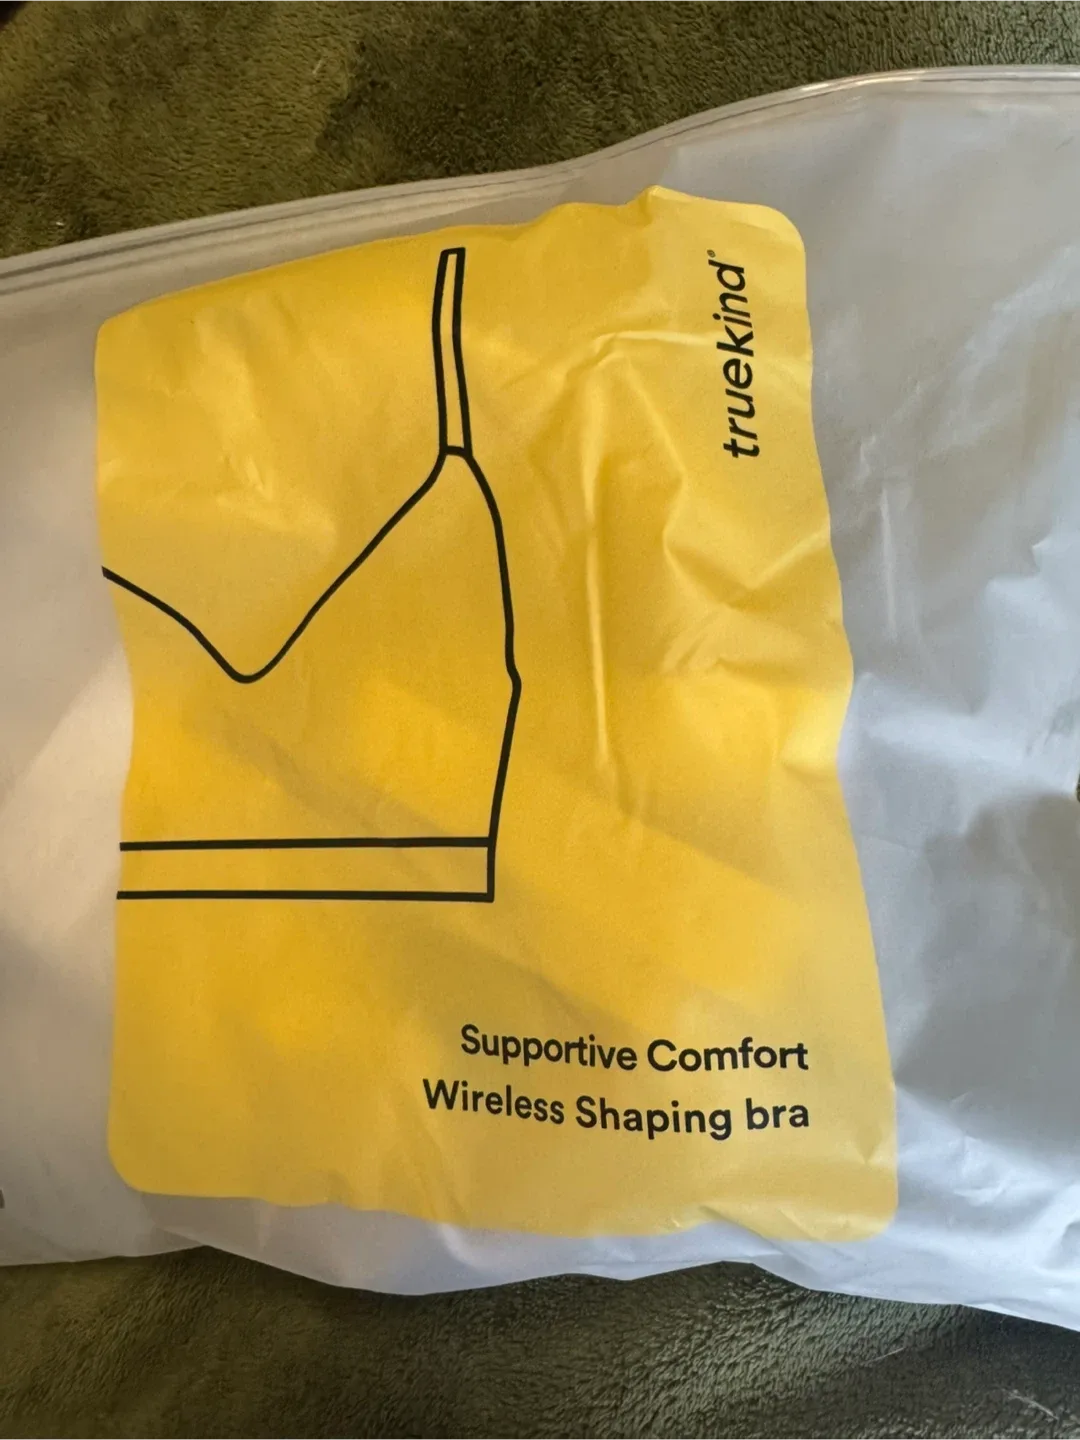 truekind®
Supportive Comfort
Wireless Shaping bra